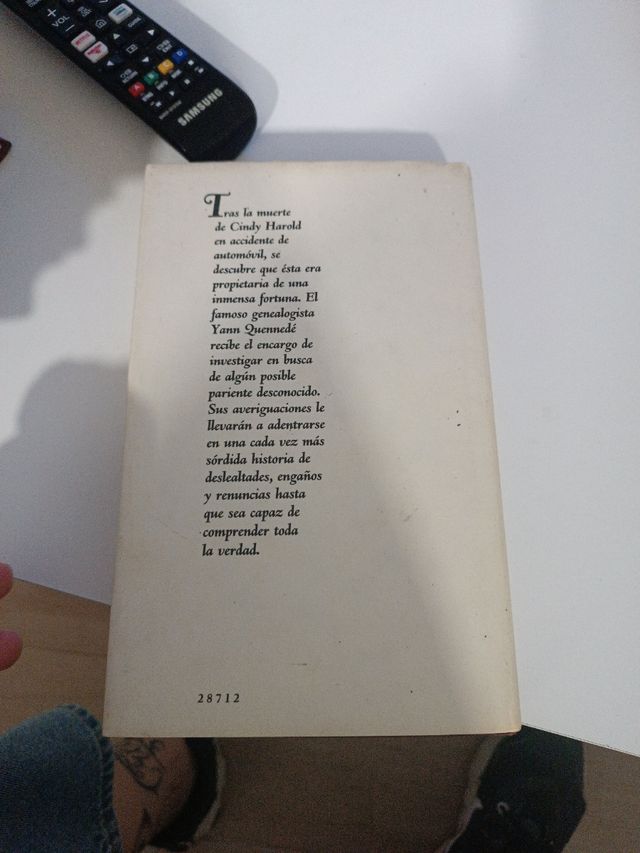 VOL
GUIDE
NETFLIX
A B C D
SAMSUNG
Tras la muerte
de Cindy Harold
en accidente de
automóvil, se
descubre que ésta era
propietaria de una
inmensa fortuna. El
famoso genealogista
Yann Quennedé
recibe el encargo de
investigar en busca
de algún posible
pariente desconocido.
Sus averiguaciones le
llevarán a adentrarse
en una cada vez más
sórdida historia de
deslealtades, engaños
y renuncias hasta
que sea capaz de
comprender toda
la verdad.
28712